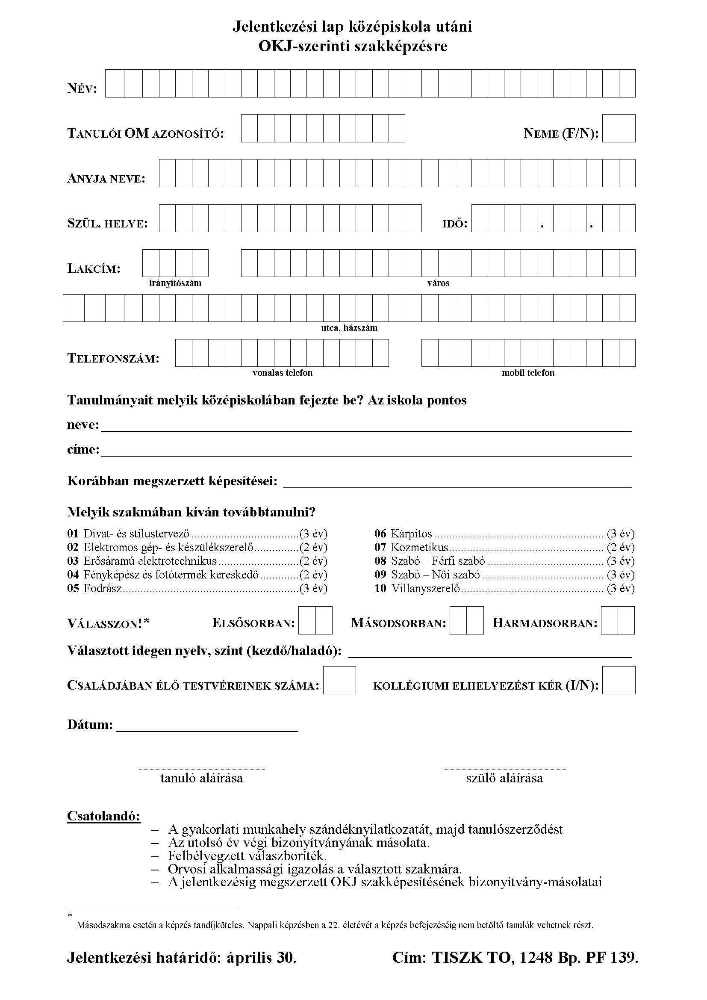 Jelentkezési lap középiskola utáni
OKJ-szerinti szakképzésre
NÉV:
TANULÓI OM AZONOSÍTÓ: NEME (F/N):
ANYJA NEVE:
SZÜL. HELYE: IDŐ: . .
LAKCÍM:
irányítószám város
utca, házszám
TELEFONSZÁM:
vonalas telefon mobil telefon
Tanulmányait melyik középiskolában fejezte be? Az iskola pontos
neve:
címe:
Korábban megszerzett képesítései:
Melyik szakmában kíván továbbtanulni?
01 Divat- és stílustervező (3 év) 06 Kárpitos (3 év)
02 Elektromos gép- és készülékszerelő (2 év) 07 Kozmetikus (2 év)
03 Erősáramú elektrotechnikus (2 év) 08 Szabó – Férfi szabó (3 év)
04 Fényképész és fotótermék kereskedő (2 év) 09 Szabó – Női szabó (3 év)
05 Fodrász (3 év) 10 Villanyszerelő (3 év)
VÁLASSZON!* ELSŐSORBAN: MÁSODSORBAN: HARMADSORBAN:
Választott idegen nyelv, szint (kezdő/haladó):
CSALÁDJÁBAN ÉLŐ TESTVÉREINEK SZÁMA: KOLLÉGIUMI ELHELYEZÉST KÉR (I/N):
Dátum:
tanuló aláírása szülő aláírása
Csatolandó:
– A gyakorlati munkahely szándéknyilatkozatát, majd tanulószerződést
– Az utolsó év végi bizonyítványának másolata.
– Felbélyegzett válaszboríték.
– Orvosi alkalmassági igazolás a választott szakmára.
– A jelentkezésig megszerzett OKJ szakképesítésének bizonyítvány-másolatai
*
Másodszakma esetén a képzés tandíjköteles. Nappali képzésben a 22. életévét a képzés befejezéséig nem betöltő tanulók vehetnek részt.
Jelentkezési határidő: április 30. Cím: TISZK TO, 1248 Bp. PF 139.